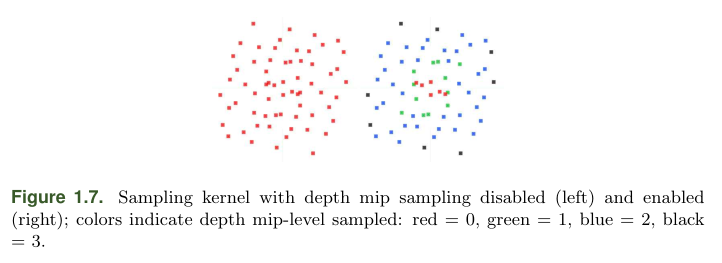 Figure 1.7. Sampling kernel with depth mip sampling disabled (left) and enabled
(right); colors indicate depth mip-level sampled: red = 0, green = 1, blue = 2, black
= 3.